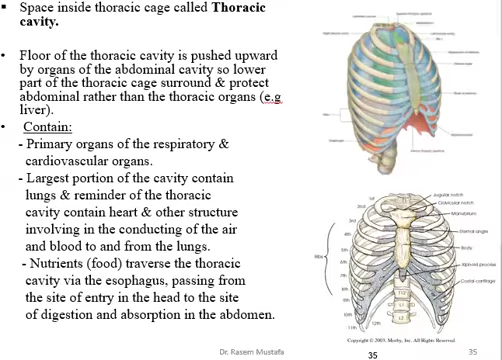 ▪ Space inside thoracic cage called Thoracic
cavity.
• Floor of the thoracic cavity is pushed upward
by organs of the abdominal cavity so lower
part of the thoracic cage surround & protect
abdominal rather than the thoracic organs (e.g
liver).
• Contain:
- Primary organs of the respiratory &
cardiovascular organs.
- Largest portion of the cavity contain
lungs & reminder of the thoracic
cavity contain heart & other structure
involving in the conducting of the air
and blood to and from the lungs.
- Nutrients (food) traverse the thoracic
cavity via the esophagus, passing from
the site of entry in the head to the site
of digestion and absorption in the abdomen.
Jugular notch
Clavicular notch
Manubrium
Sternal angle
Body
Xiphoid process
Costal cartilage
Ribs
1st
2nd
3rd
4th
5th
6th
7th
8th
9th
10th
11th
12th
T12
L1
L2
Copyright © 2003. Mosby, Inc. All Rights Reserved.
Dr. Rasem Mustafa
35
35